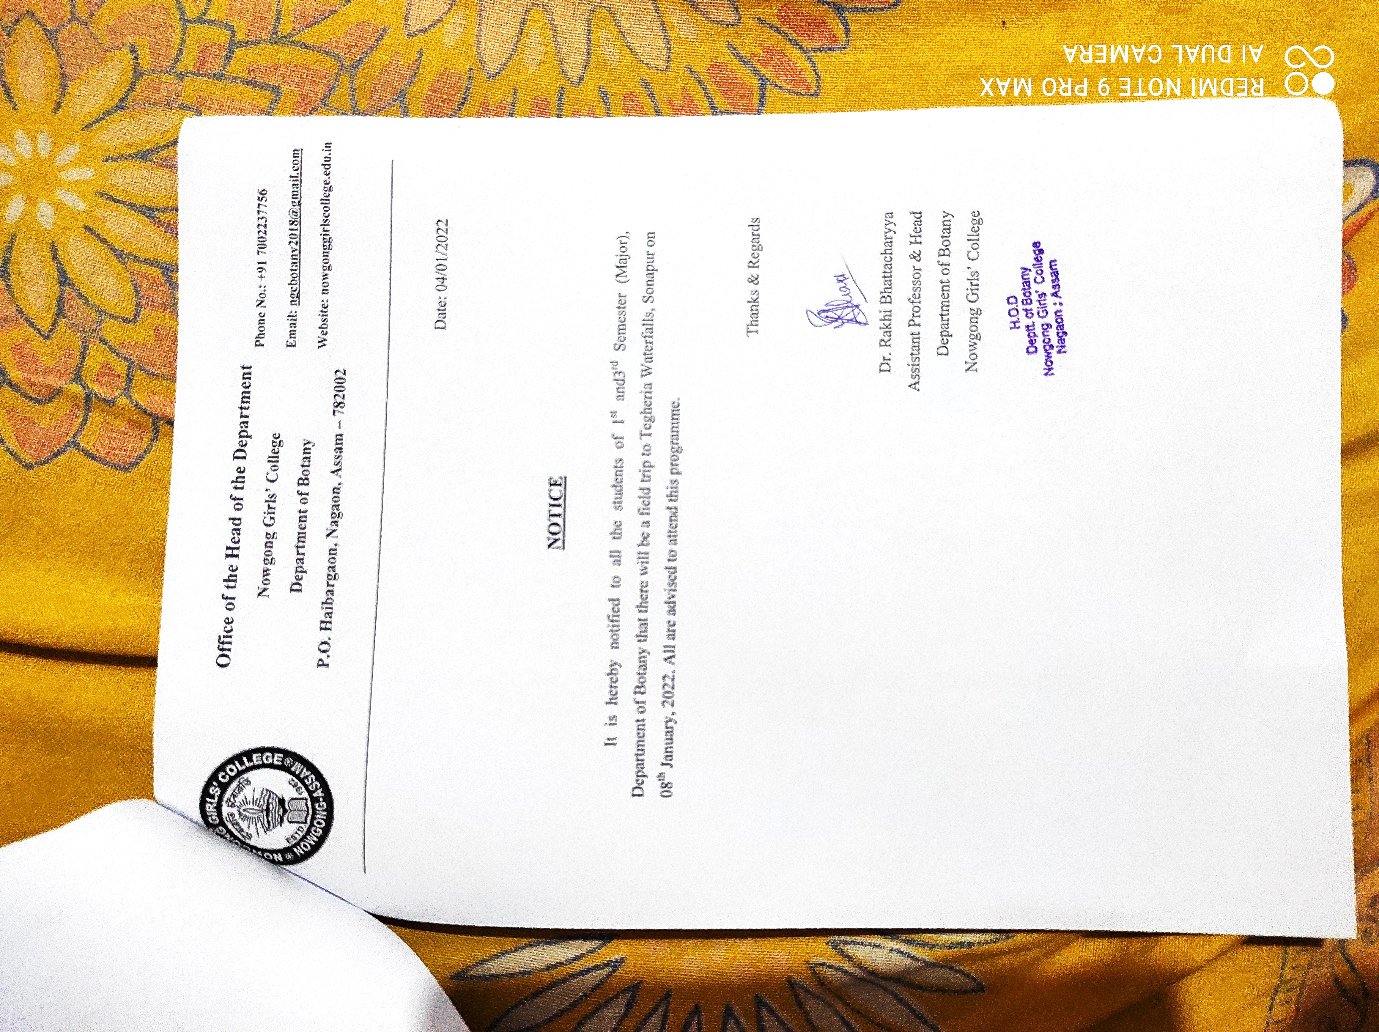 Office of the Head of the Department
Nowgong Girls' College
Department of Botany
P.O. Haibargaon, Nagaon, Assam – 782002
Phone No.: +91 7002237756
Email: ngcbotany2018@gmail.com
Website: nowgonggirlscollege.edu.in
GIRLS' COLLEGE
NOWGONG-ASSAM
ESTD
Date: 04/01/2022
NOTICE
It is hereby notified to all the students of 1st and3rd Semester (Major),
Department of Botany that there will be a field trip to Tegheria Waterfalls, Sonapur on
08th January, 2022. All are advised to attend this programme.
Thanks & Regards
Dr. Rakhi Bhattacharyya
Assistant Professor & Head
Department of Botany
Nowgong Girls' College
H.O.D
Deptt. of Botany
Nowgong Girls' College
Nagaon : Assam
REDMI NOTE 9 PRO MAX
AI DUAL CAMERA